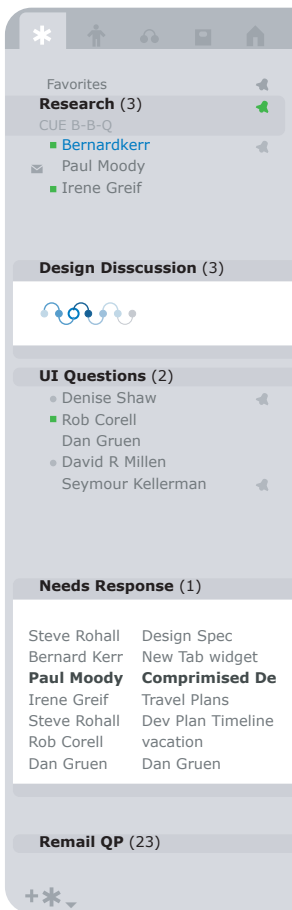 Favorites
Research (3)
CUE B-B-Q
Bernardkerr
Paul Moody
Irene Greif
Design Disscussion (3)
UI Questions (2)
Denise Shaw
Rob Corell
Dan Gruen
David R Millen
Seymour Kellerman
Needs Response (1)
Steve Rohall Design Spec
Bernard Kerr New Tab widget
Paul Moody Comprimised De
Irene Greif Travel Plans
Steve Rohall Dev Plan Timeline
Rob Corell vacation
Dan Gruen Dan Gruen
Remail QP (23)